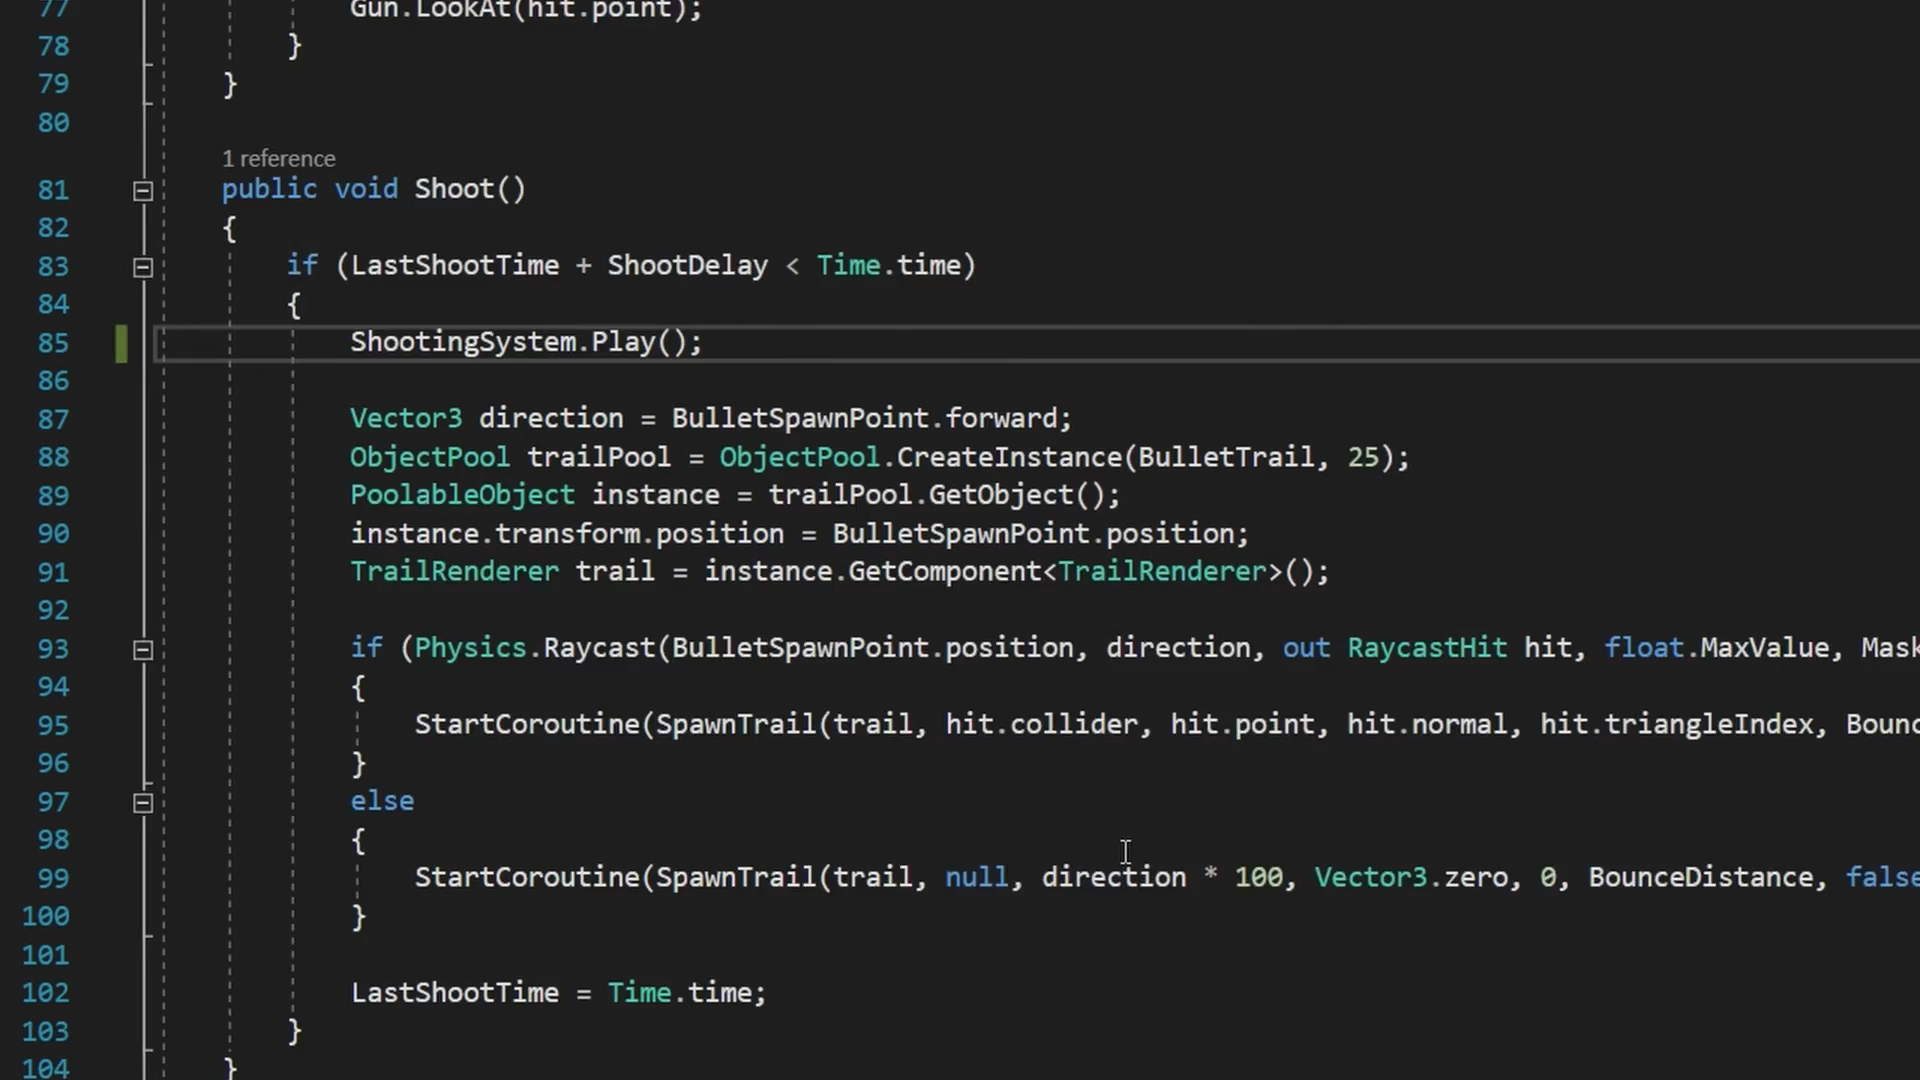 77 Gun.LookAt(hit.point);
78 }
79 }
80
1 reference
81 public void Shoot()
82 {
83 if (LastShootTime + ShootDelay < Time.time)
84 {
85 ShootingSystem.Play();
86
87 Vector3 direction = BulletSpawnPoint.forward;
88 ObjectPool trailPool = ObjectPool.CreateInstance(BulletTrail, 25);
89 PoolableObject instance = trailPool.GetObject();
90 instance.transform.position = BulletSpawnPoint.position;
91 TrailRenderer trail = instance.GetComponent<TrailRenderer>();
92
93 if (Physics.Raycast(BulletSpawnPoint.position, direction, out RaycastHit hit, float.MaxValue, Mask
94 {
95 StartCoroutine(SpawnTrail(trail, hit.collider, hit.point, hit.normal, hit.triangleIndex, Bounc
96 }
97 else
98 {
99 StartCoroutine(SpawnTrail(trail, null, direction * 100, Vector3.zero, 0, BounceDistance, false
100 }
101
102 LastShootTime = Time.time;
103 }
104 }